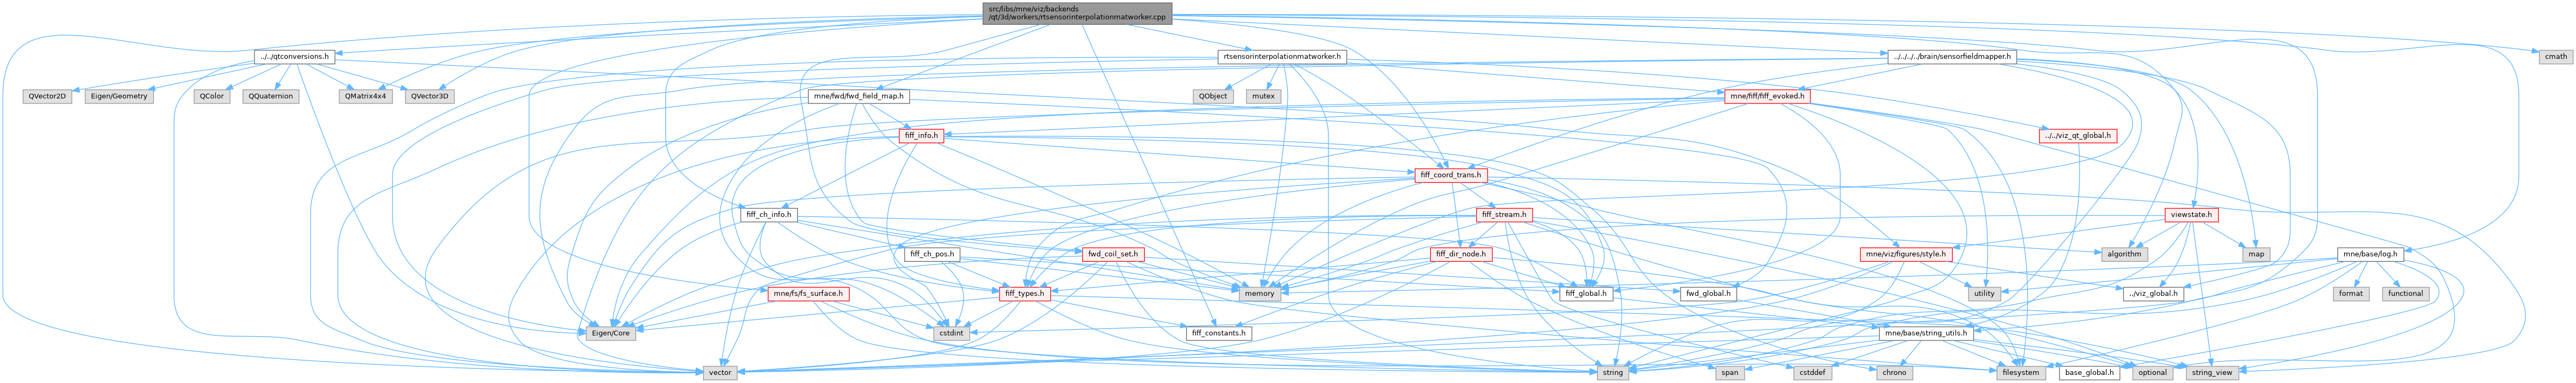 src/libs/mne/viz/backends
/qt/3d/workers/rtsensorinterpolationmatworker.cpp
../../qtconversions.h
rtsensorinterpolationmatworker.h
../../../../brain/sensorfieldmapper.h
cmath
QVector2D
Eigen/Geometry
QColor
QQuaternion
QMatrix4x4
QVector3D
mne/fwd/fwd_field_map.h
QObject
mutex
mne/fiff/fiff_evoked.h
fiff_info.h
../../viz_qt_global.h
fiff_coord_trans.h
fiff_ch_info.h
fiff_stream.h
viewstate.h
fiff_ch_pos.h
fwd_coil_set.h
fiff_dir_node.h
mne/viz/figures/style.h
algorithm
map
mne/base/log.h
mne/fs/fs_surface.h
fiff_types.h
memory
fiff_global.h
fwd_global.h
utility
../viz_global.h
format
functional
Eigen/Core
cstdint
fiff_constants.h
mne/base/string_utils.h
vector
string
span
cstddef
chrono
filesystem
base_global.h
optional
string_view